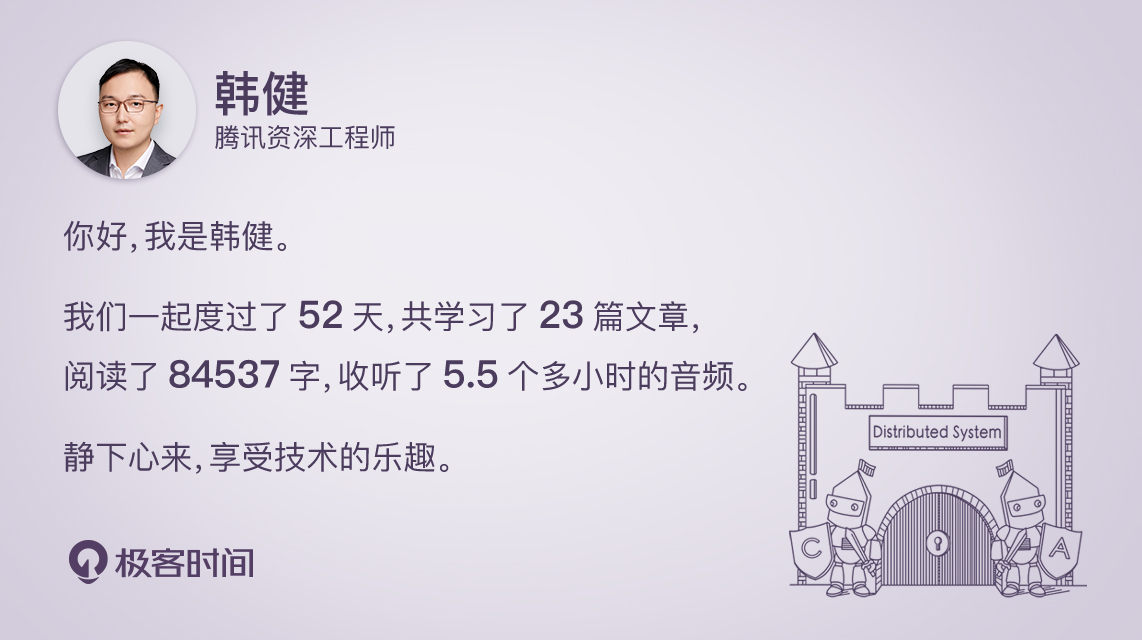 韩健
腾讯资深工程师
你好，我是韩健。
我们一起度过了 52 天，共学习了 23 篇文章，
阅读了 84537 字，收听了 5.5 个多小时的音频。
静下心来，享受技术的乐趣。
极客时间
Distributed System
C
A